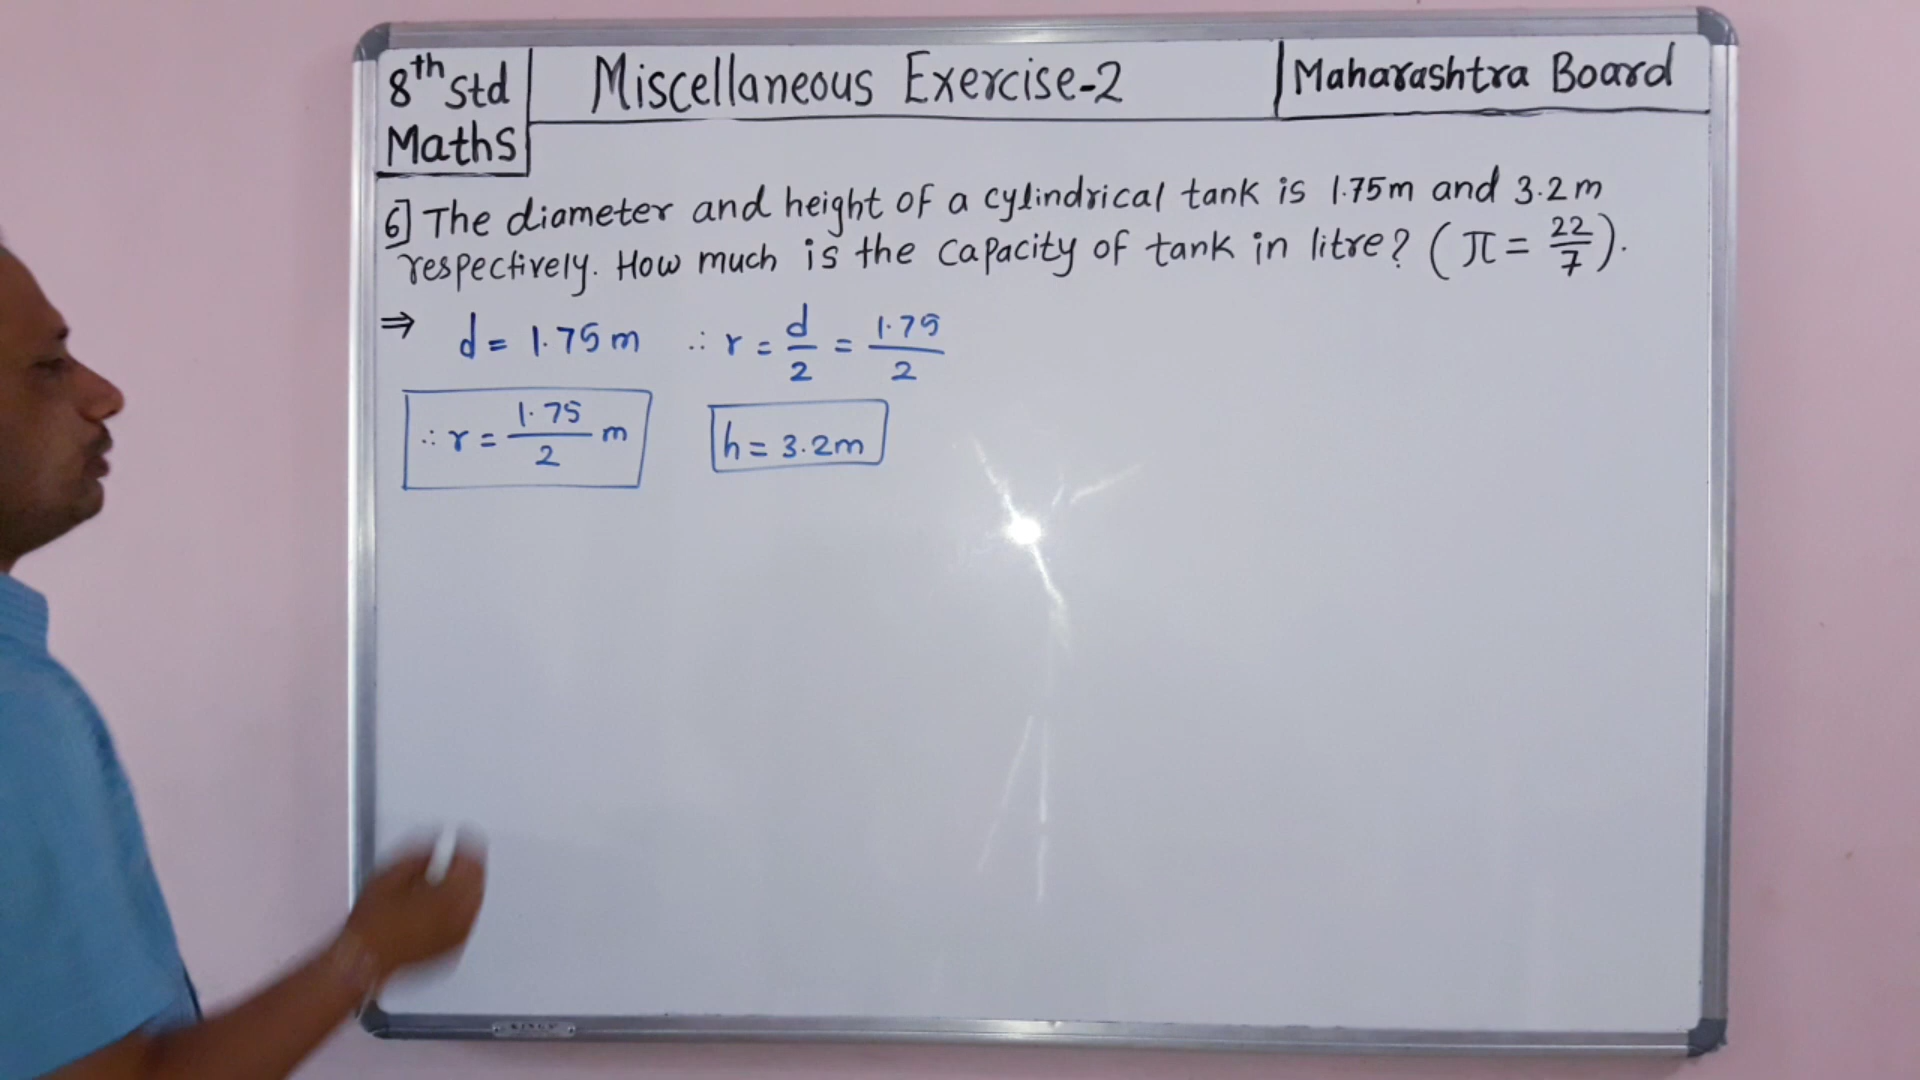 8th std Maths
Miscellaneous Exercise-2
Maharashtra Board
6] The diameter and height of a cylindrical tank is 1.75m and 3.2m
respectively. How much is the capacity of tank in litre? (π = 22/7).
⇒ d = 1.75 m ∴ r = d/2 = 1.75/2
∴ r = 1.75/2 m
h = 3.2m